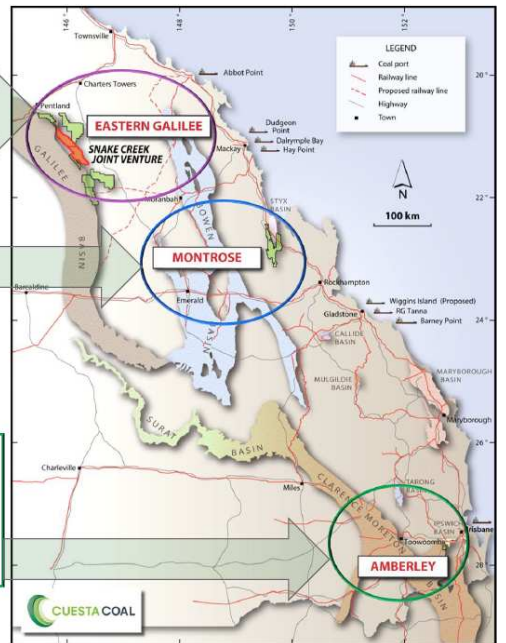 146°
148°
150°
152°
Townsville
Abbot Point
20°
Charters Towers
LEGEND
Coal port
Railway line
Proposed railway line
Highway
Town
Pentland
EASTERN GALILEE
SNAKE CREEK
JOINT VENTURE
Dudgeon
Point
Dalrymple Bay
Hay Point
Mackay
GALILEE
BASIN
Moranbah
22°
100 km
N
STYX
BASIN
BOWEN
BASIN
MONTROSE
Barcaldine
Emerald
Rockhampton
Wiggins Island (Proposed)
RG Tanna
Barney Point
Gladstone
24°
CALLIDE
BASIN
MULGILDIE
BASIN
MARYBOROUGH
BASIN
Maryborough
SURAT
BASIN
26°
Charleville
Miles
CLARENCE MORETON
BASIN
TARONG
BASIN
IPSWICH
BASIN
Brisbane
Toowoomba
AMBERLEY
28°
CUESTA COAL